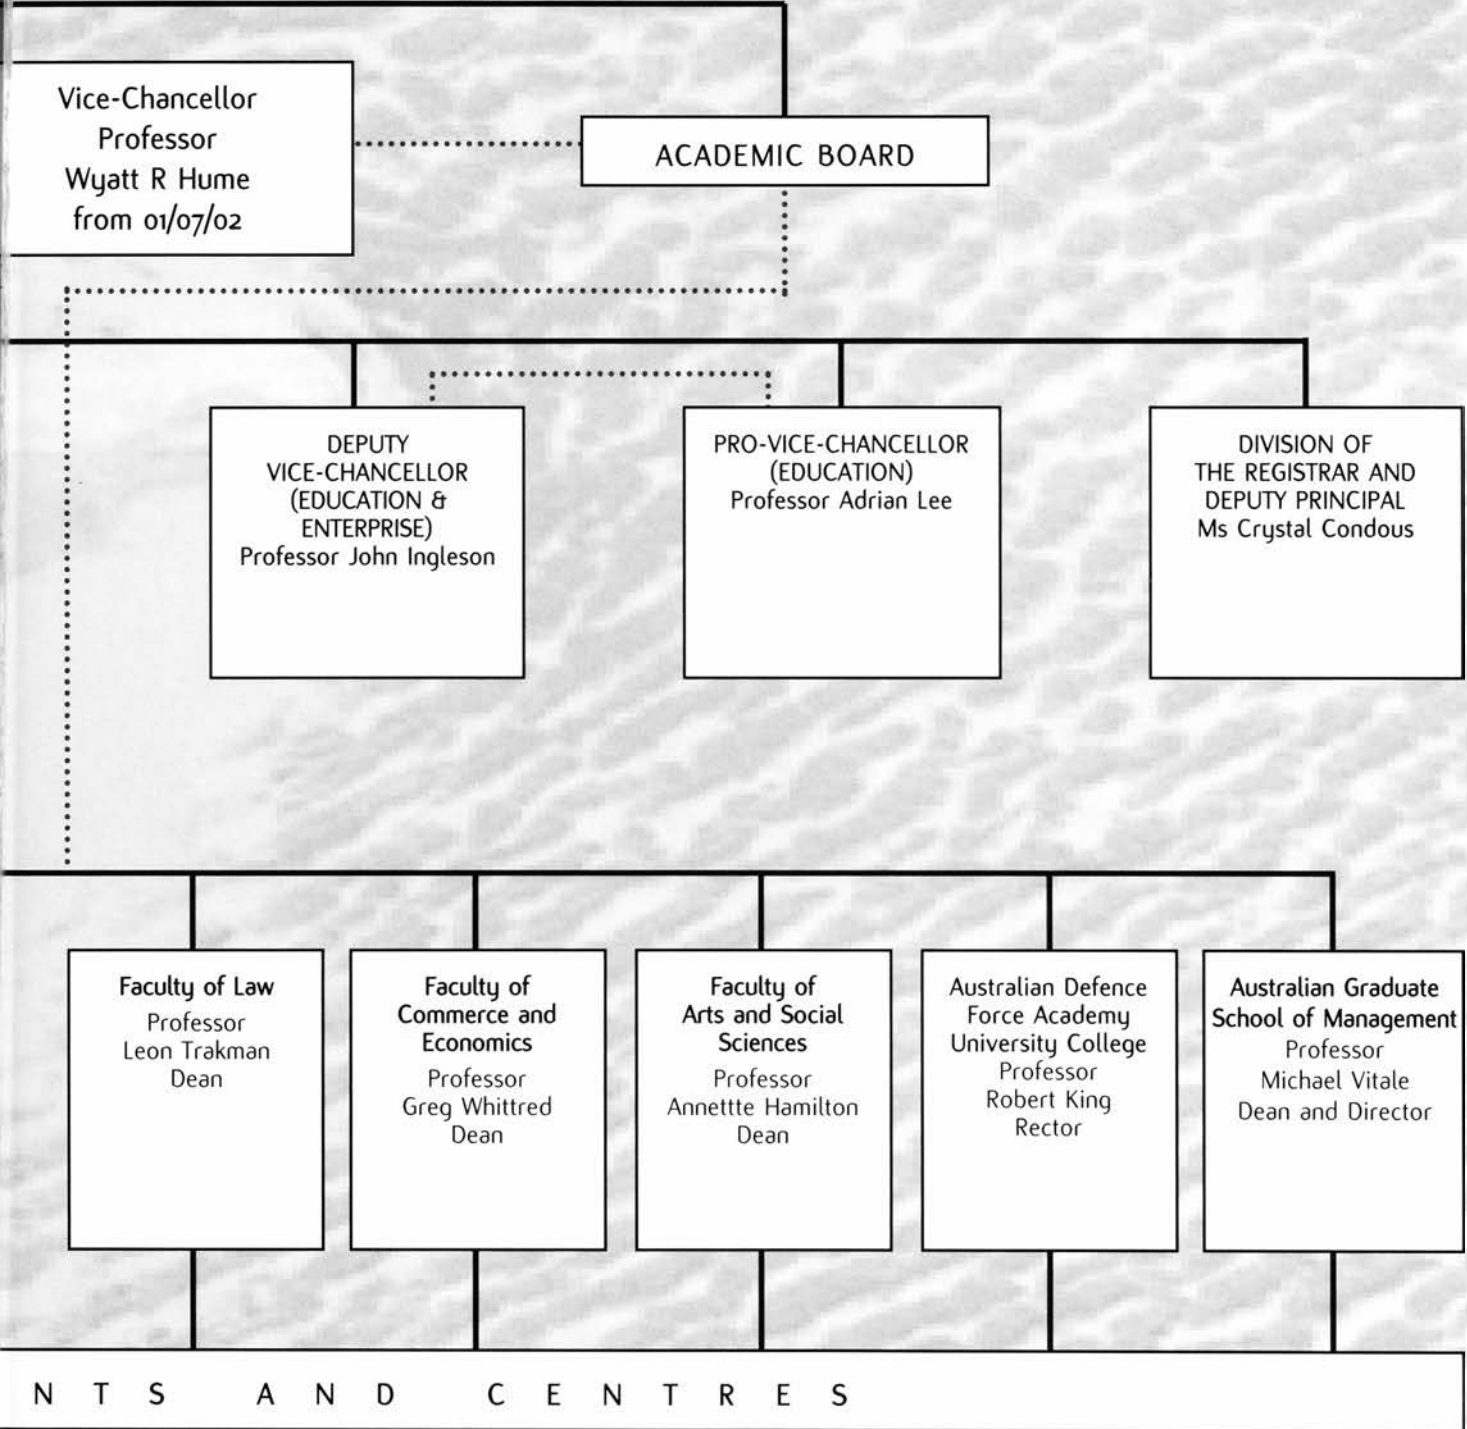 Vice-Chancellor
Professor
Wyatt R Hume
from 01/07/02
ACADEMIC BOARD
DEPUTY
VICE-CHANCELLOR
(EDUCATION &
ENTERPRISE)
Professor John Ingleson
PRO-VICE-CHANCELLOR
(EDUCATION)
Professor Adrian Lee
DIVISION OF
THE REGISTRAR AND
DEPUTY PRINCIPAL
Ms Crystal Condous
Faculty of Law
Professor
Leon Trakman
Dean
Faculty of
Commerce and
Economics
Professor
Greg Whittred
Dean
Faculty of
Arts and Social
Sciences
Professor
Annettte Hamilton
Dean
Australian Defence
Force Academy
University College
Professor
Robert King
Rector
Australian Graduate
School of Management
Professor
Michael Vitale
Dean and Director
NTS AND CENTRES